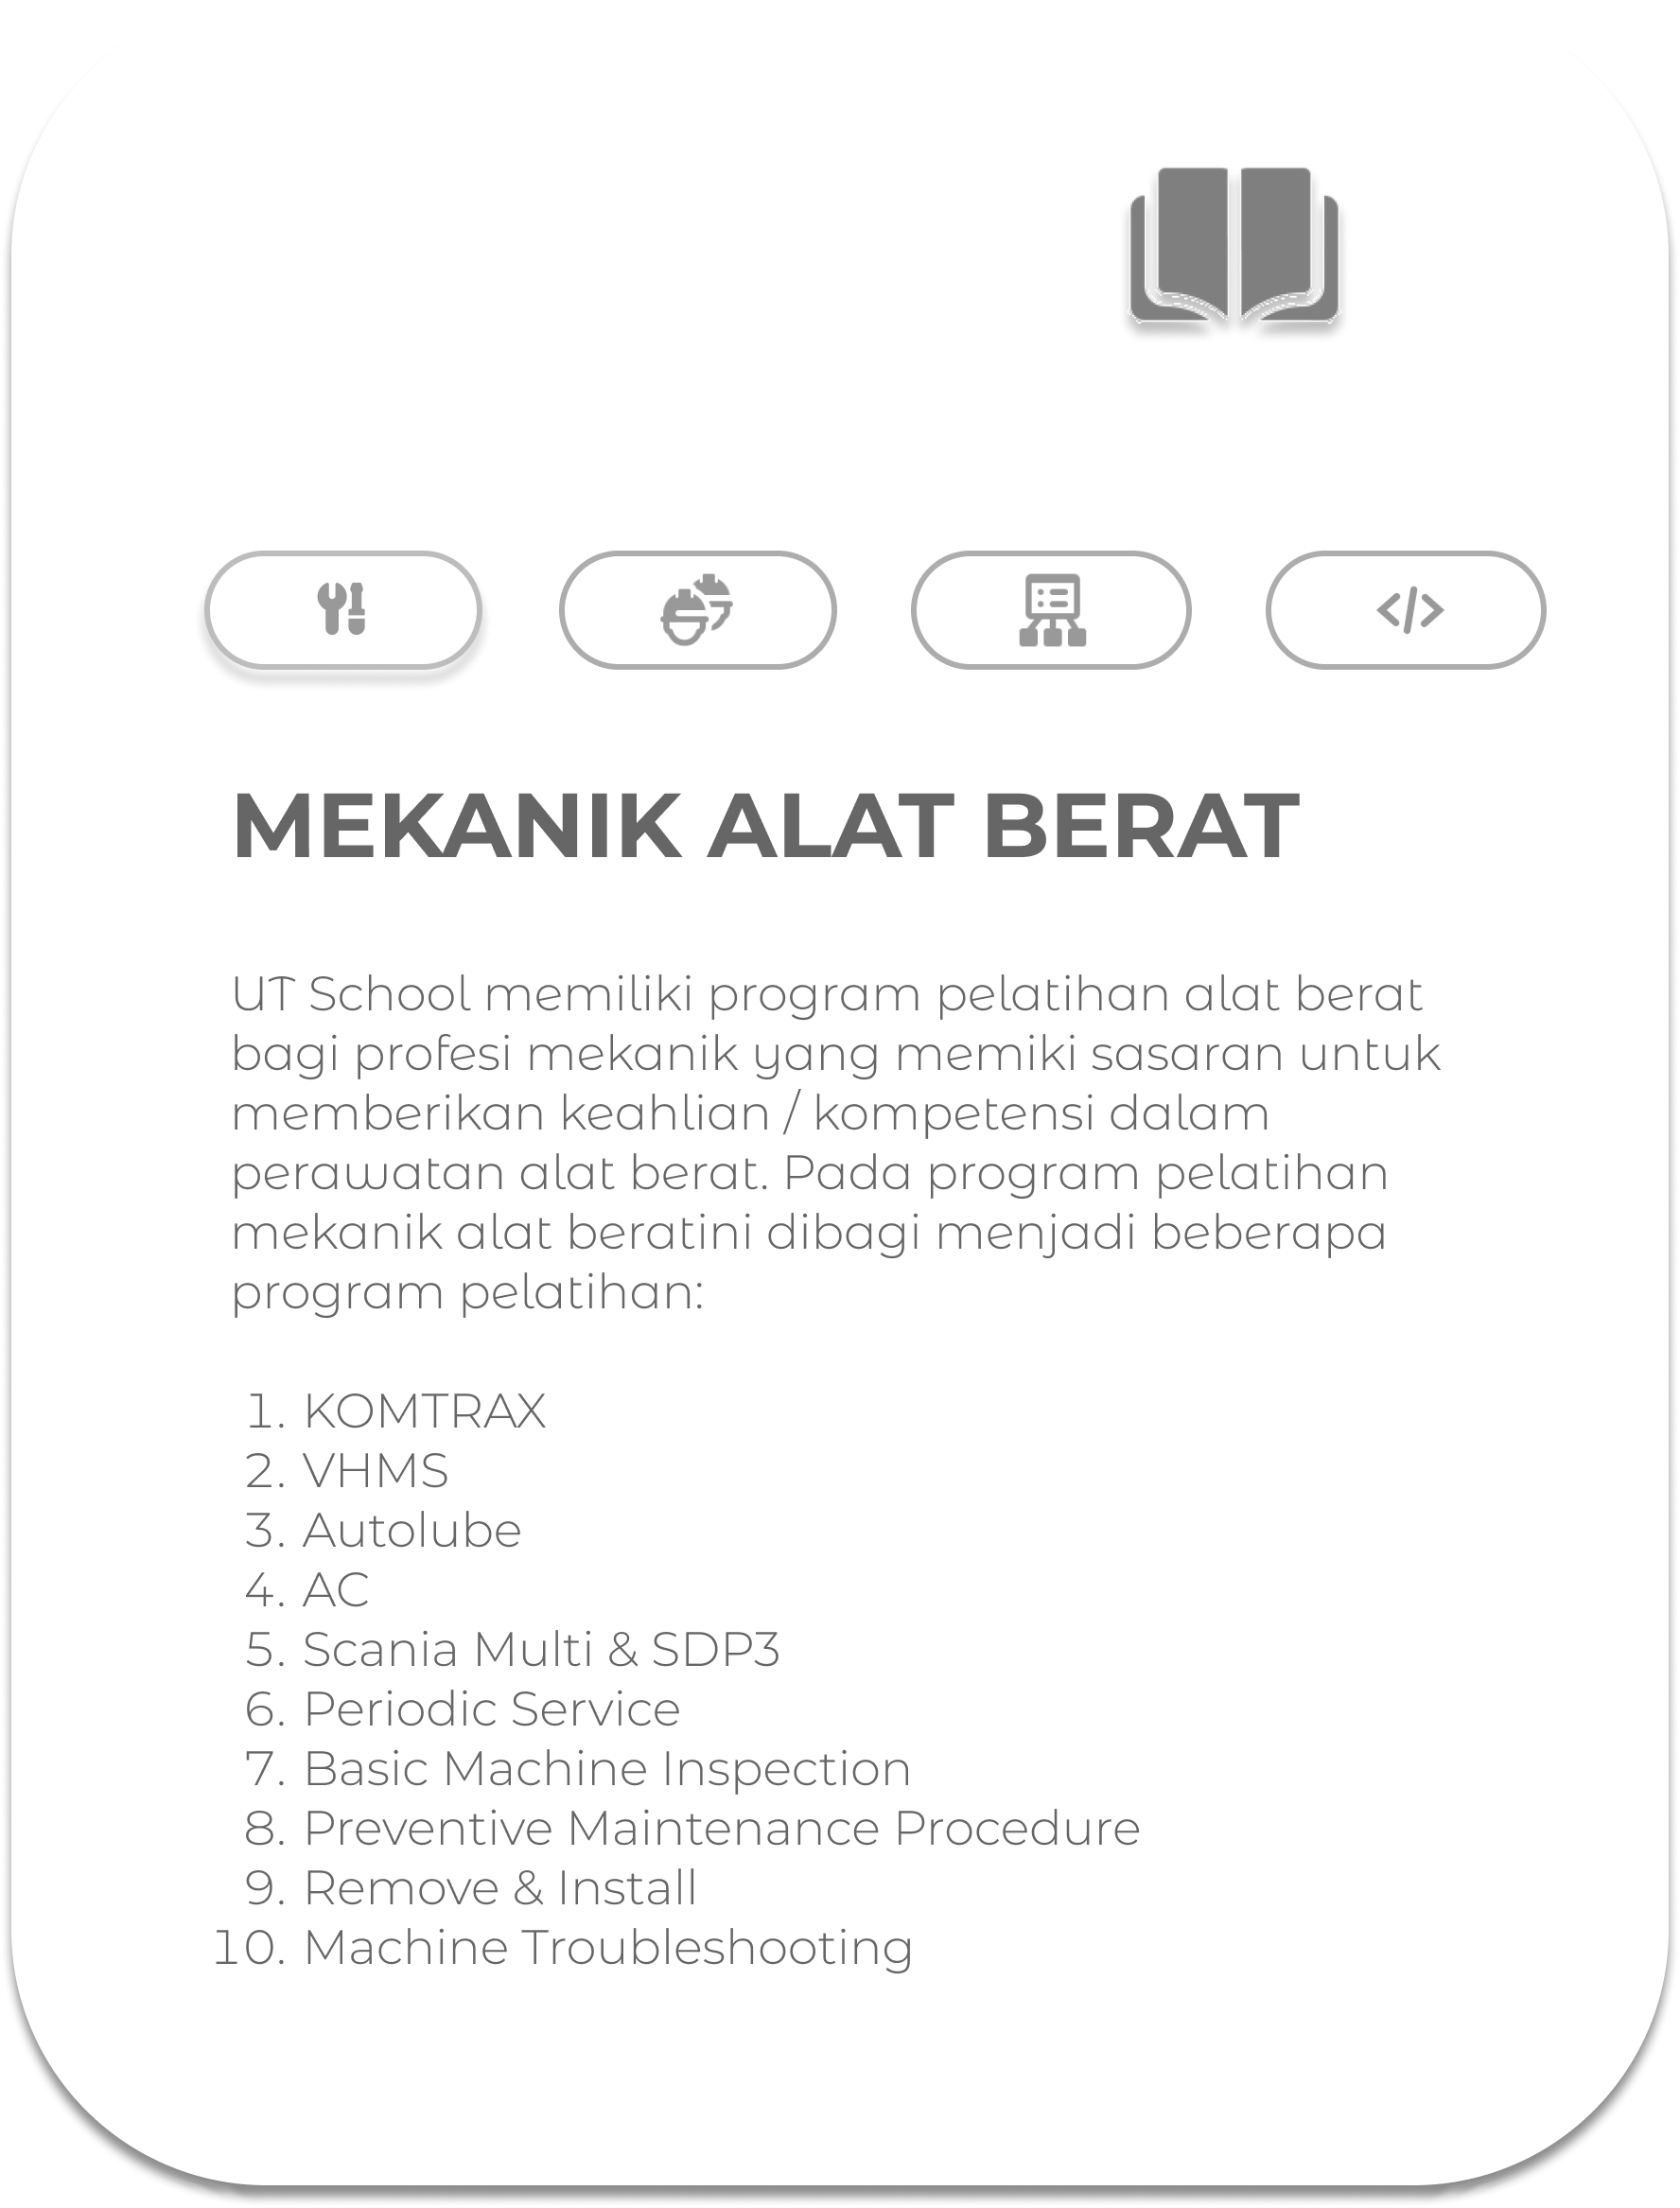 MEKANIK ALAT BERAT
UT School memiliki program pelatihan alat berat
bagi profesi mekanik yang memiki sasaran untuk
memberikan keahlian / kompetensi dalam
perawatan alat berat. Pada program pelatihan
mekanik alat beratini dibagi menjadi beberapa
program pelatihan:
1. KOMTRAX
2. VHMS
3. Autolube
4. AC
5. Scania Multi & SDP3
6. Periodic Service
7. Basic Machine Inspection
8. Preventive Maintenance Procedure
9. Remove & Install
10. Machine Troubleshooting